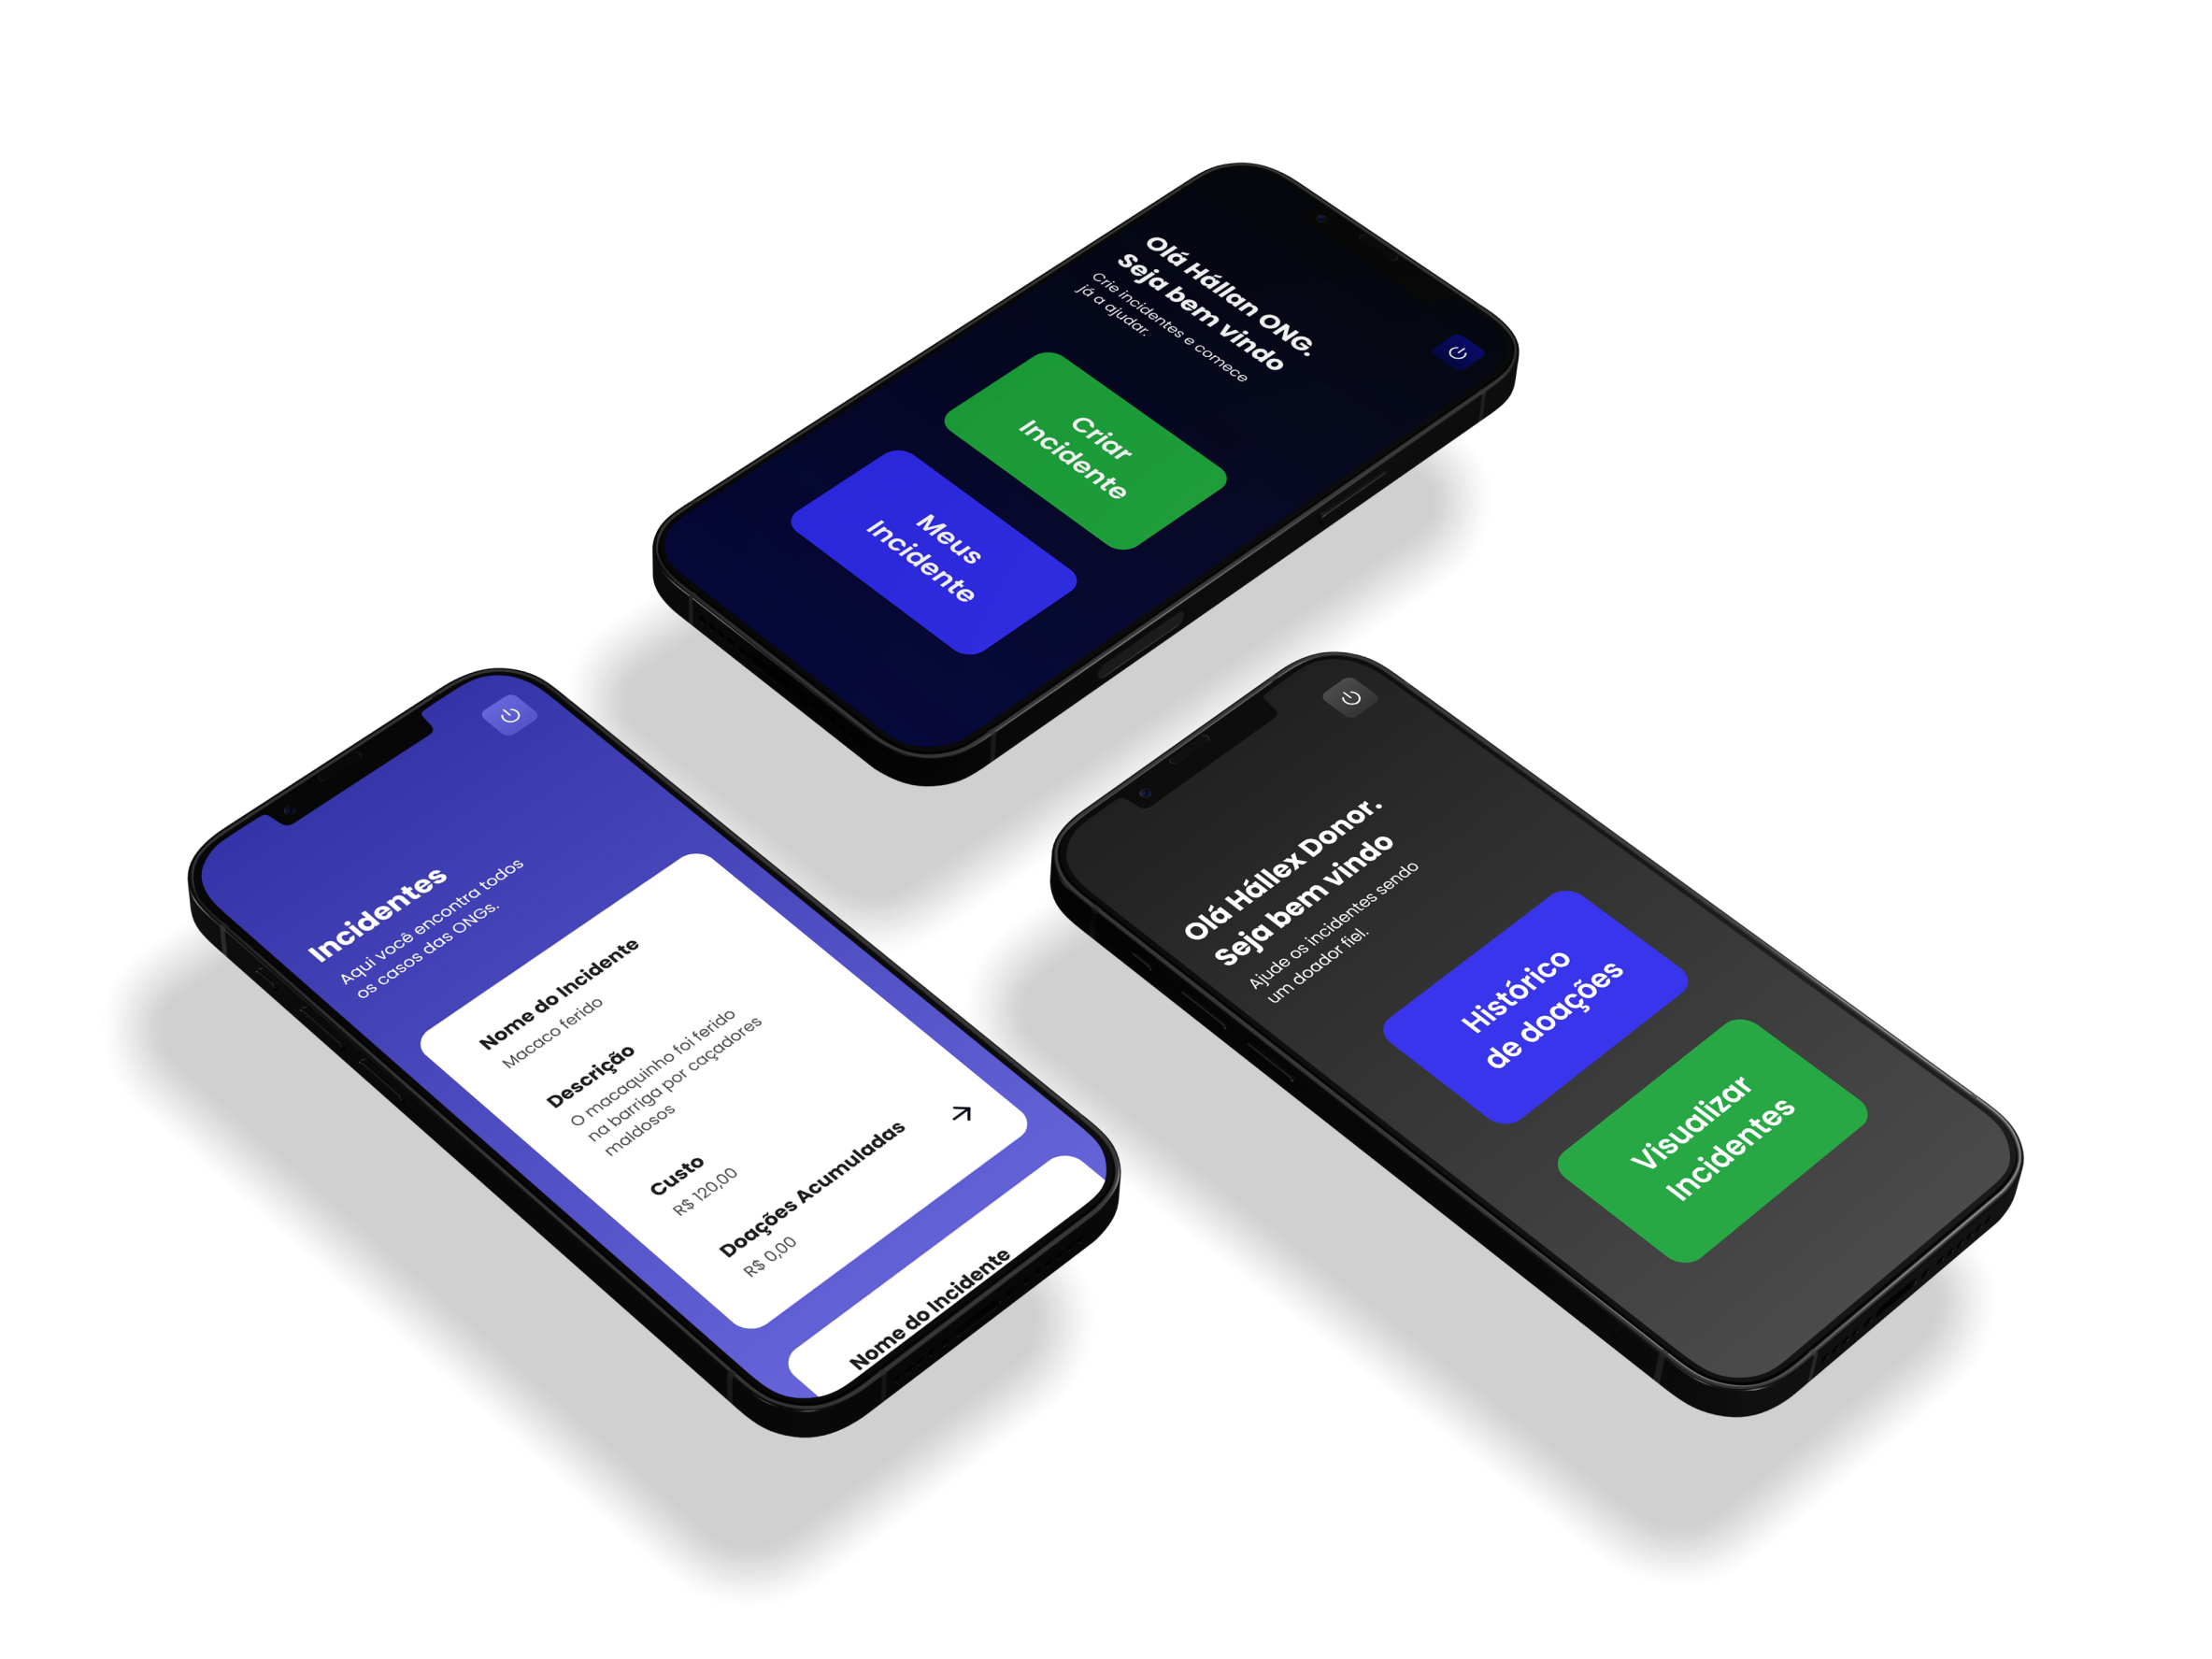 Olá Hállan ONG.
Seja bem vindo
Crie incidentes e comece
já a ajudar.
Criar
Incidente
Meus
Incidente
Incidentes
Aqui você encontra todos
os casos das ONGs.
Nome do Incidente
Macaco ferido
Descrição
O macaquinho foi ferido
na barriga por caçadores
maldosos
Custo
R$ 120,00
Doações Acumuladas
R$ 0,00
Nome do Incidente
Olá Hállex Donor.
Seja bem vindo
Ajude os incidentes sendo
um doador fiel.
Histórico
de doações
Visualizar
Incidentes